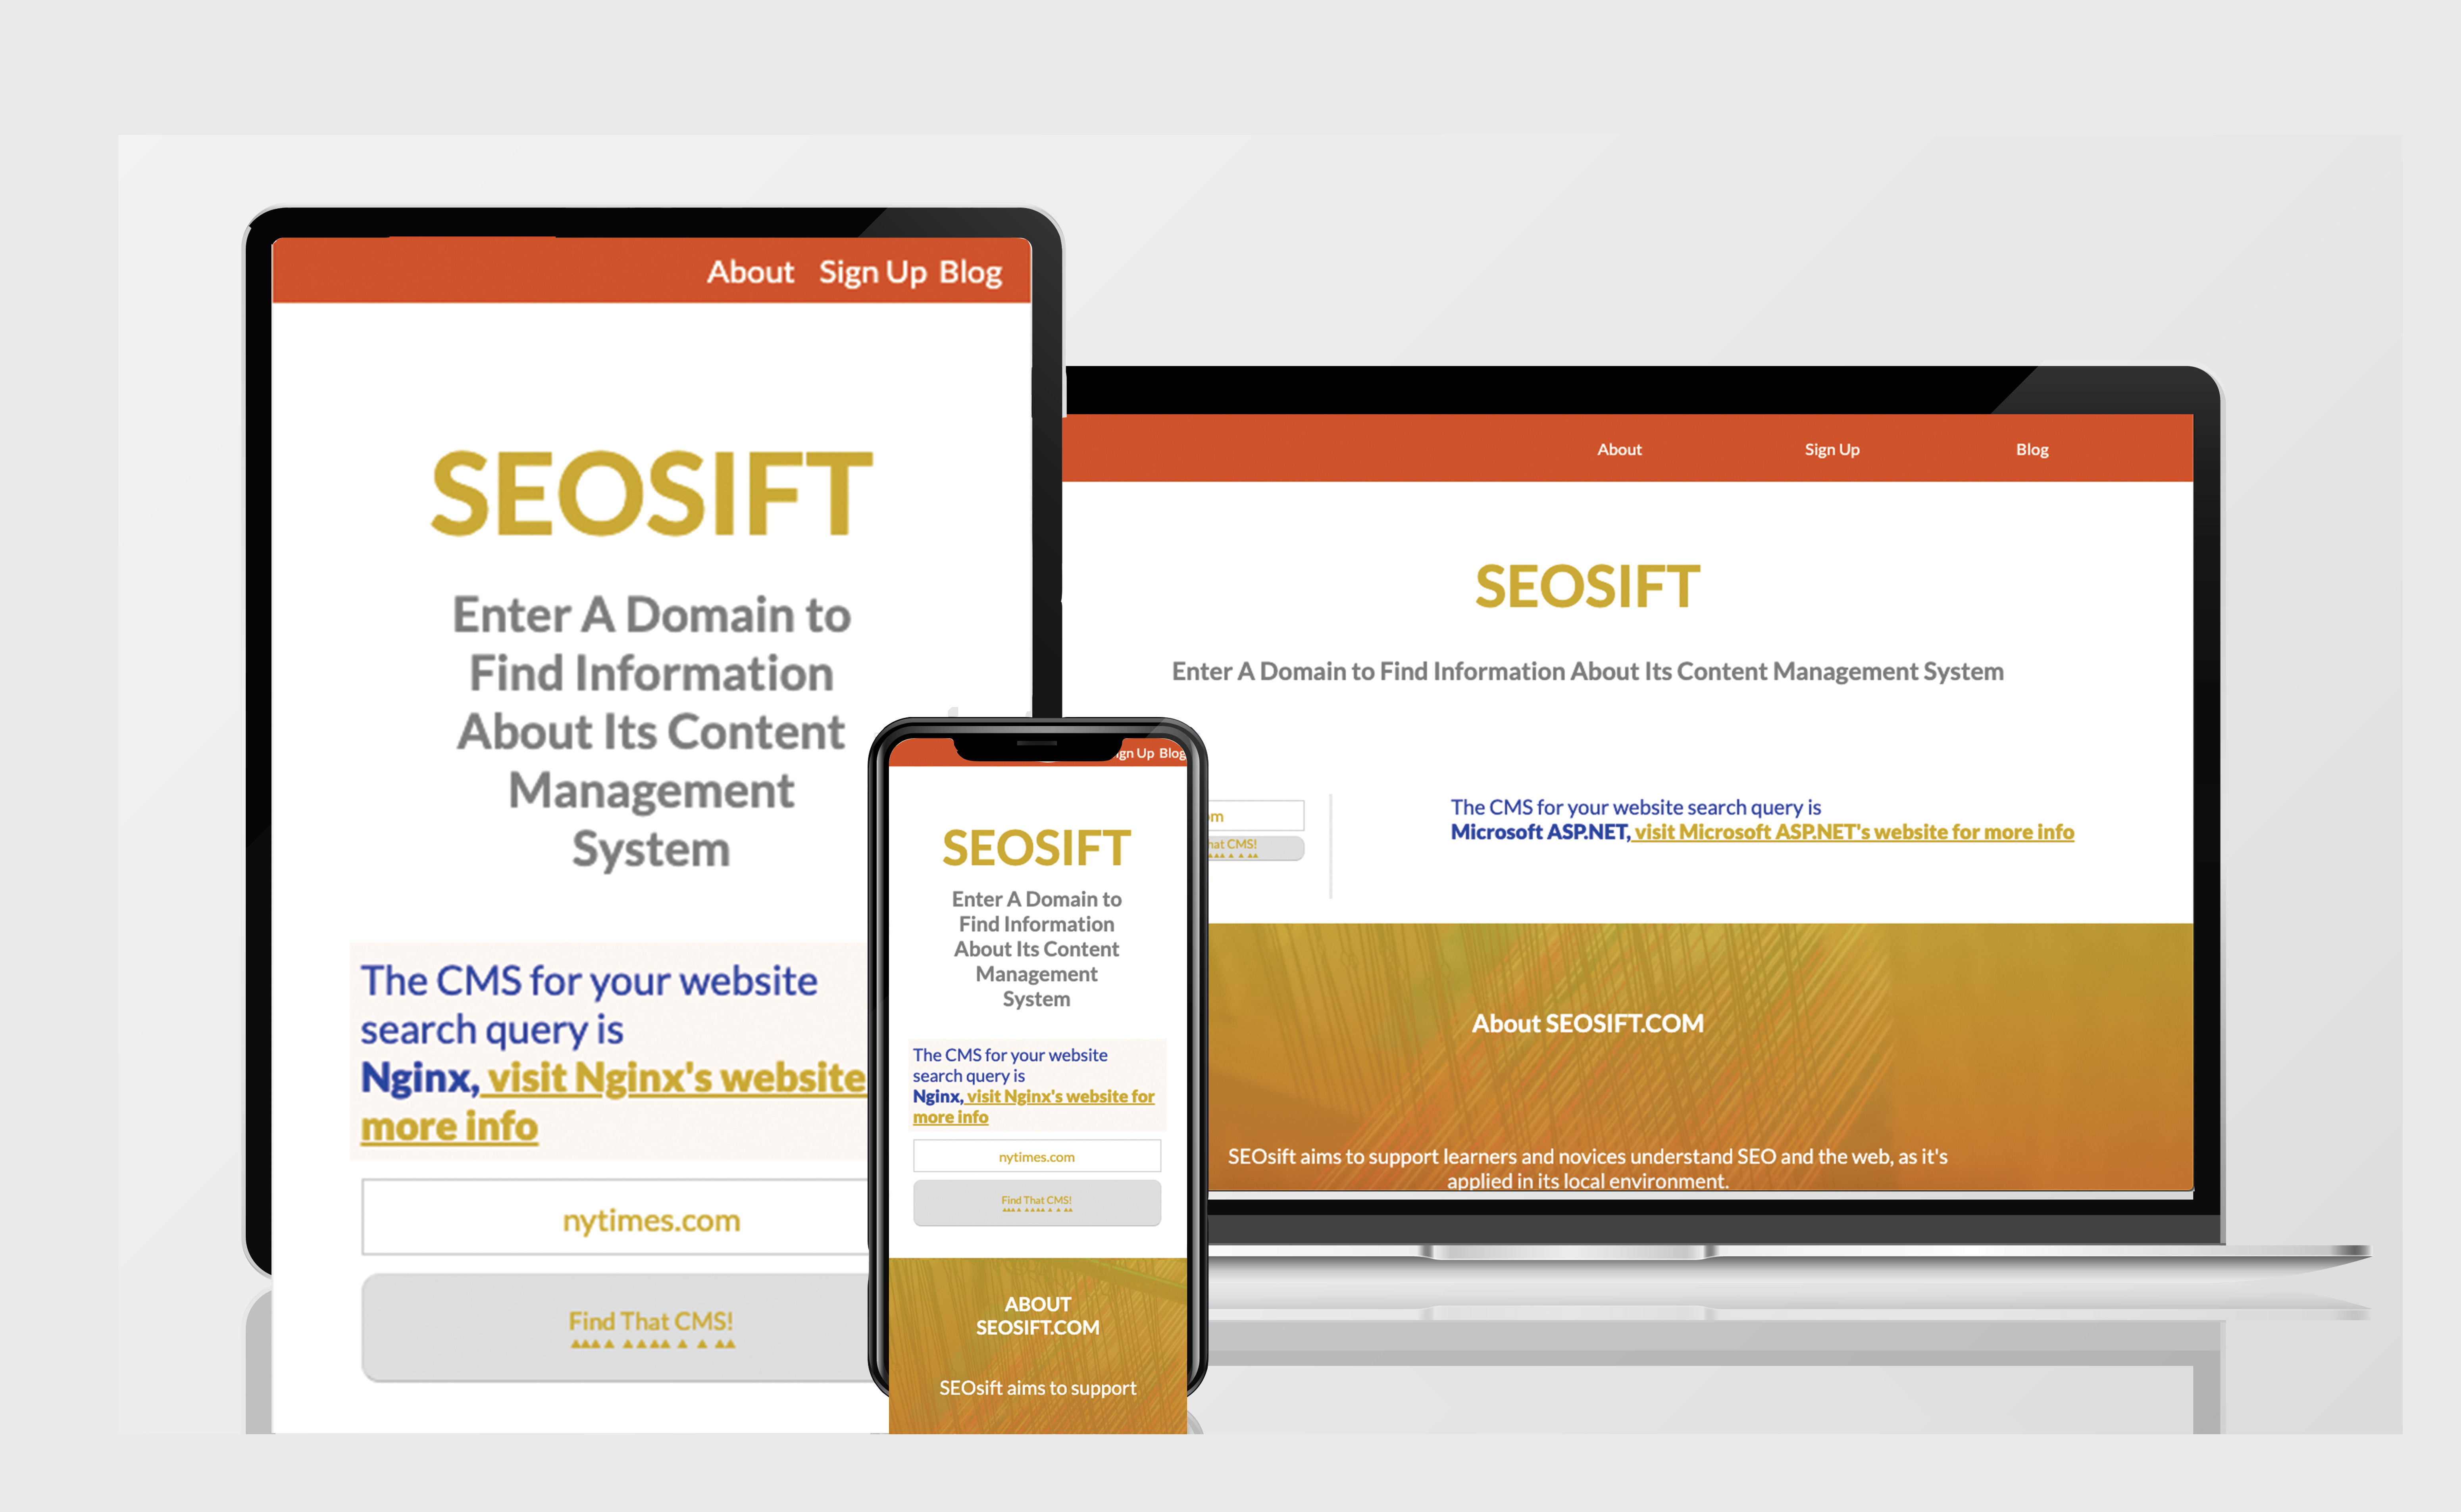 About Sign Up Blog
SEOSIFT
Enter A Domain to
Find Information
About Its Content
Management
System
The CMS for your website
search query is
Nginx, visit Nginx's website
more info
nytimes.com
Find That CMS!
Up Blog
SEOSIFT
Enter A Domain to
Find Information
About Its Content
Management
System
The CMS for your website
search query is
Nginx, visit Nginx's website for
more info
nytimes.com
Find That CMS!
ABOUT
SEOSIFT.COM
SEOsift aims to support
About Sign Up Blog
SEOSIFT
Enter A Domain to Find Information About Its Content Management System
CMS!
The CMS for your website search query is
Microsoft ASP.NET, visit Microsoft ASP.NET's website for more info
About SEOSIFT.COM
SEOsift aims to support learners and novices understand SEO and the web, as it's
applied in its local environment.